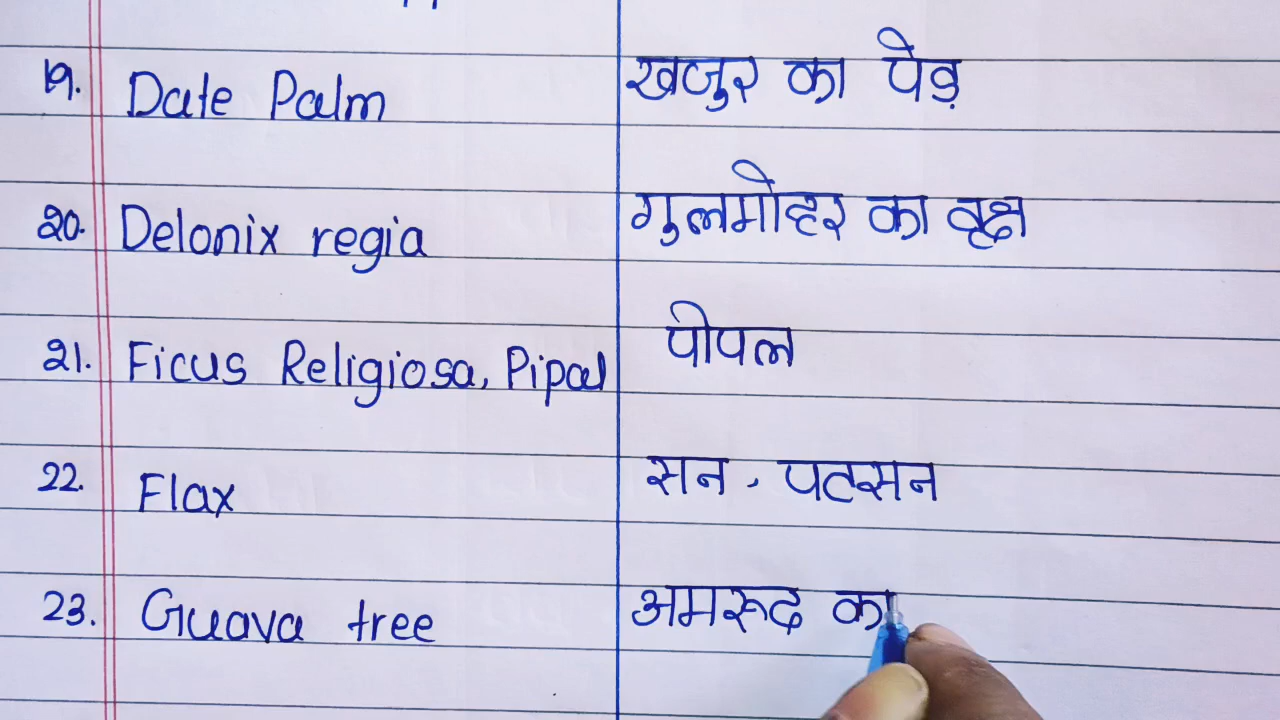 19. Date Palm खजुर का पेड़
20. Delonix regia गुलमोहर का वृक्ष
21. Ficus Religiosa, Pipal पीपल
22. Flax सन, पटसन
23. Guava tree अमरूद का